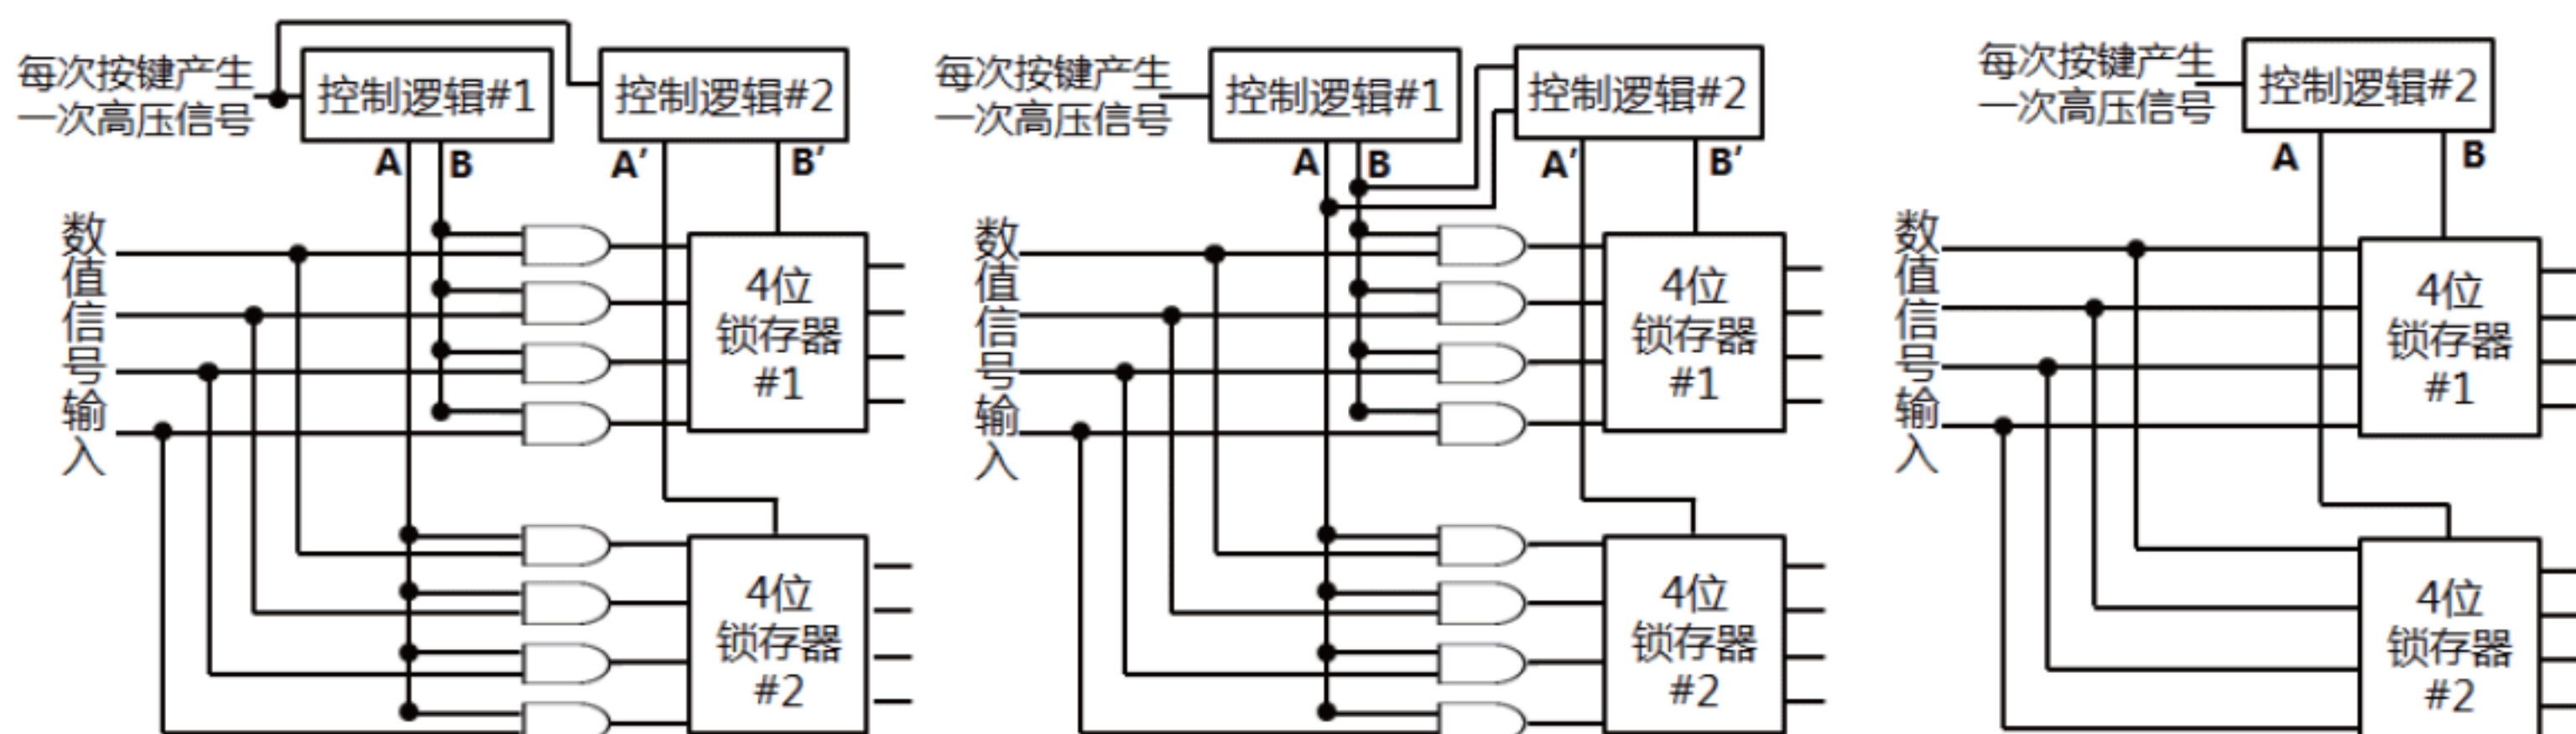 每次按键产生
一次高压信号
控制逻辑#1
控制逻辑#2
A
B
A′
B′
数
值
信
号
输
入
4位
锁存器
#1
4位
锁存器
#2
每次按键产生
一次高压信号
控制逻辑#1
控制逻辑#2
A
B
A′
B′
数
值
信
号
输
入
4位
锁存器
#1
4位
锁存器
#2
每次按键产生
一次高压信号
控制逻辑#2
A
B
数
值
信
号
输
入
4位
锁存器
#1
4位
锁存器
#2